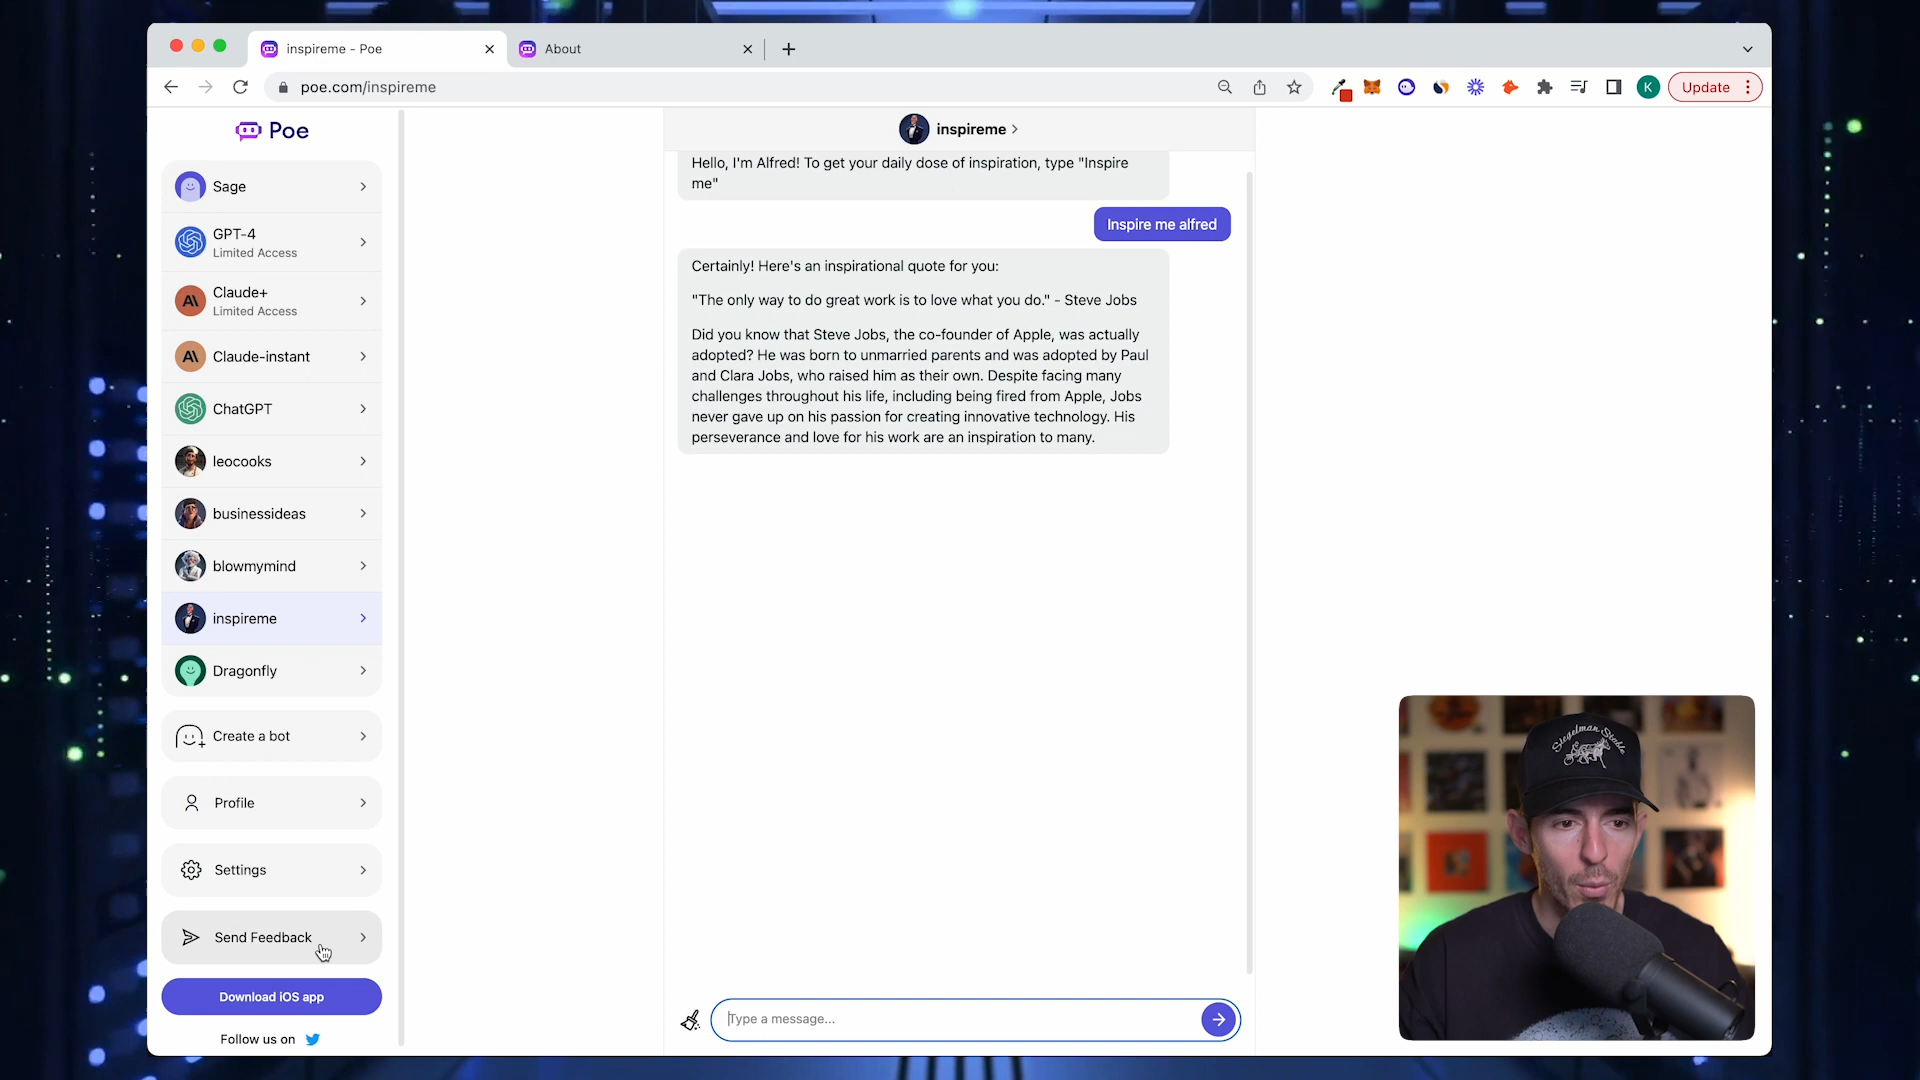 inspireme - Poe
About
poe.com/inspireme
K
Update
Poe
Sage
GPT-4
Limited Access
Claude+
Limited Access
Claude-instant
ChatGPT
leocooks
businessideas
blowmymind
inspireme
Dragonfly
Create a bot
Profile
Settings
Send Feedback
Download iOS app
Follow us on
inspireme
Hello, I'm Alfred! To get your daily dose of inspiration, type "Inspire
me"
Inspire me alfred
Certainly! Here's an inspirational quote for you:
"The only way to do great work is to love what you do." - Steve Jobs
Did you know that Steve Jobs, the co-founder of Apple, was actually
adopted? He was born to unmarried parents and was adopted by Paul
and Clara Jobs, who raised him as their own. Despite facing many
challenges throughout his life, including being fired from Apple, Jobs
never gave up on his passion for creating innovative technology. His
perseverance and love for his work are an inspiration to many.
Type a message...
Siegelman Stable